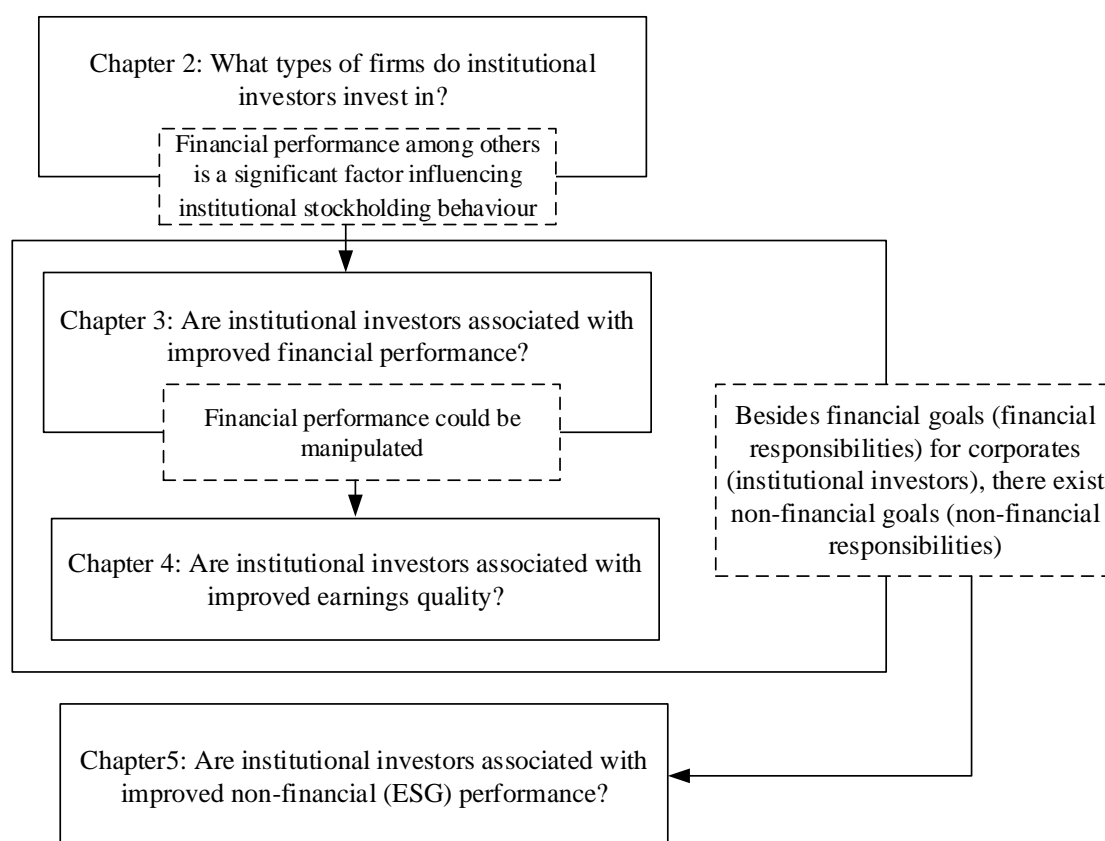 Chapter 2: What types of firms do institutional
investors invest in?
Financial performance among others
is a significant factor influencing
institutional stockholding behaviour
Chapter 3: Are institutional investors associated with
improved financial performance?
Financial performance could be
manipulated
Chapter 4: Are institutional investors associated with
improved earnings quality?
Besides financial goals (financial
responsibilities) for corporates
(institutional investors), there exist
non-financial goals (non-financial
responsibilities)
Chapter5: Are institutional investors associated with
improved non-financial (ESG) performance?